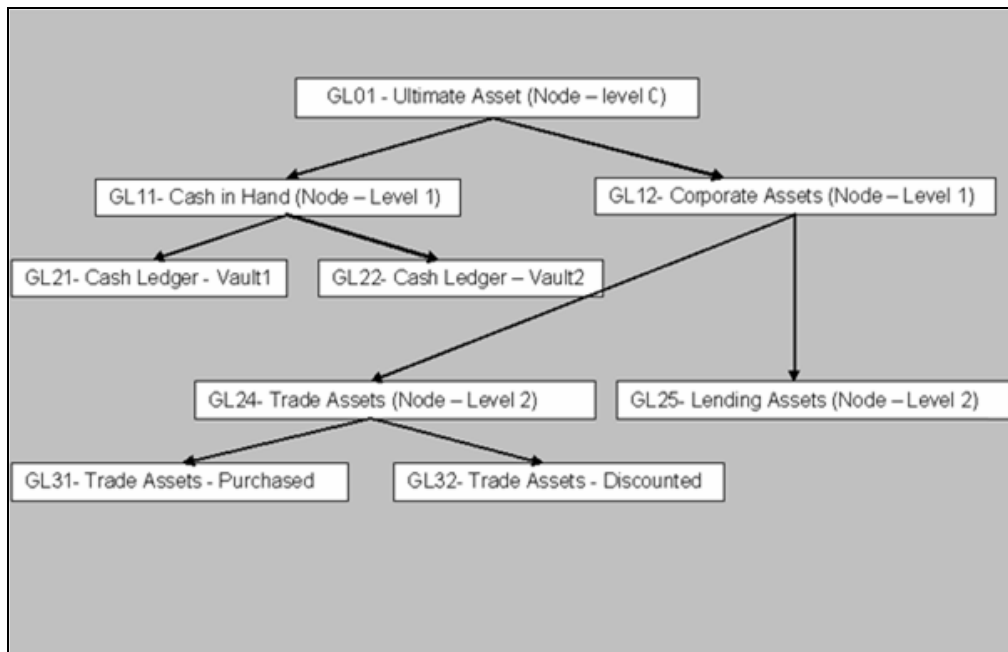 GL01 - Ultimate Asset (Node – level 0)
GL11- Cash in Hand (Node – Level 1)
GL12- Corporate Assets (Node – Level 1)
GL21- Cash Ledger - Vault1
GL22- Cash Ledger – Vault2
GL24- Trade Assets (Node – Level 2)
GL25- Lending Assets (Node – Level 2)
GL31- Trade Assets - Purchased
GL32- Trade Assets - Discounted